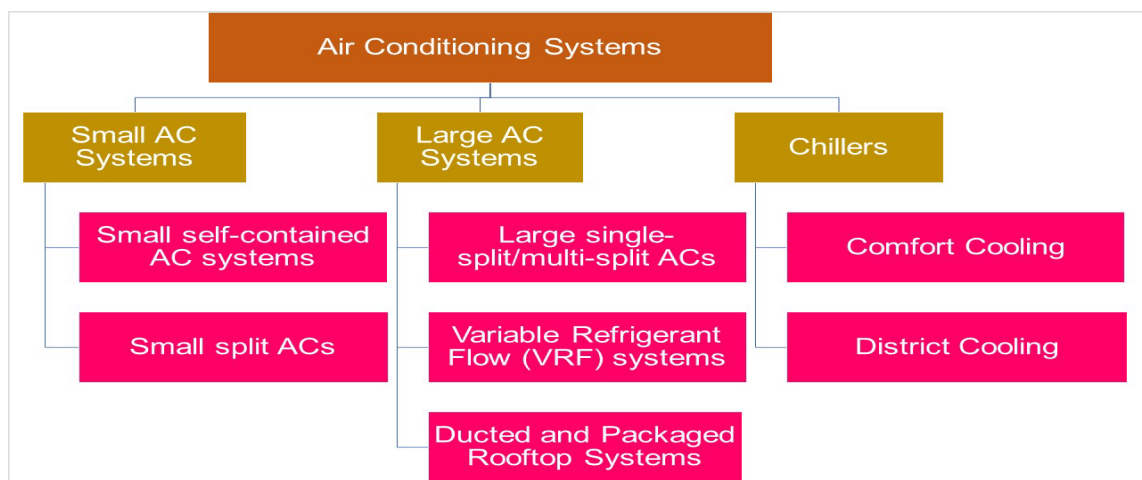 Air Conditioning Systems
Small AC
Systems
Large AC
Systems
Chillers
Small self-contained
AC systems
Small split ACs
Large single-
split/multi-split ACs
Variable Refrigerant
Flow (VRF) systems
Ducted and Packaged
Rooftop Systems
Comfort Cooling
District Cooling